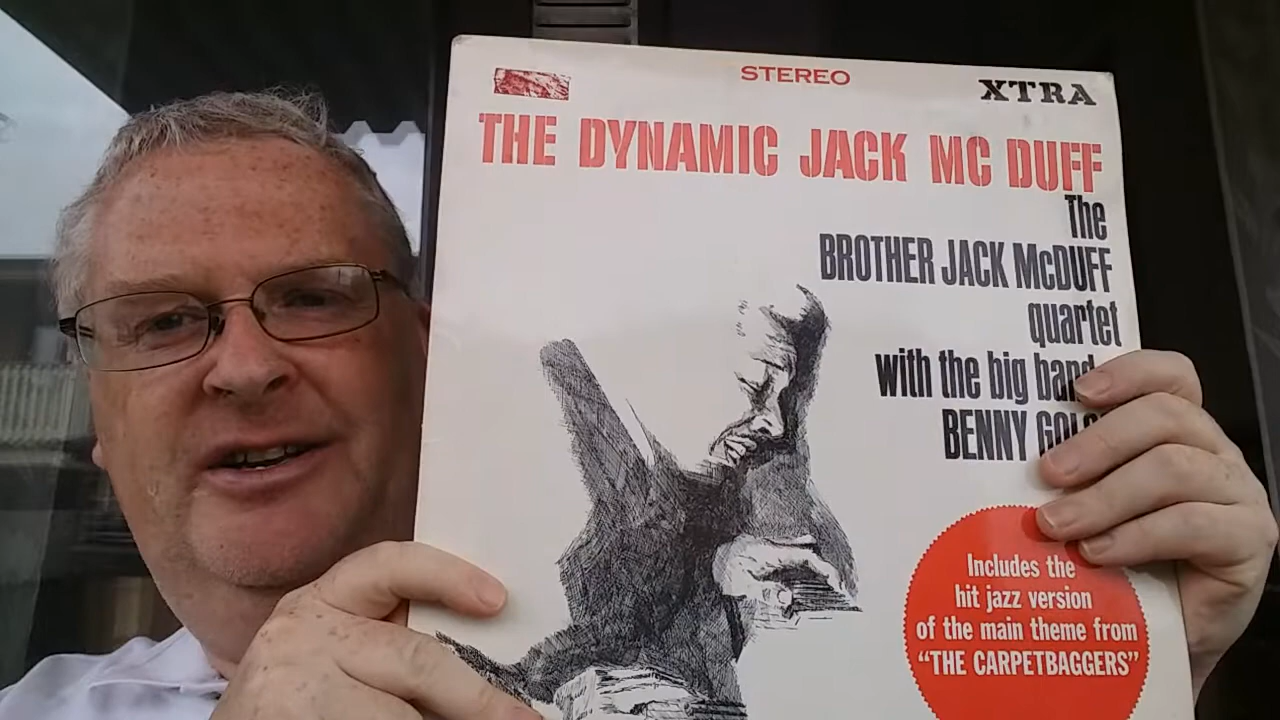 STEREO
XTRA
THE DYNAMIC JACK MC DUFF
The
BROTHER JACK McDUFF
quartet
with the big
BENNY
Includes the
hit jazz version
of the main theme from
“THE CARPETBAGGERS”